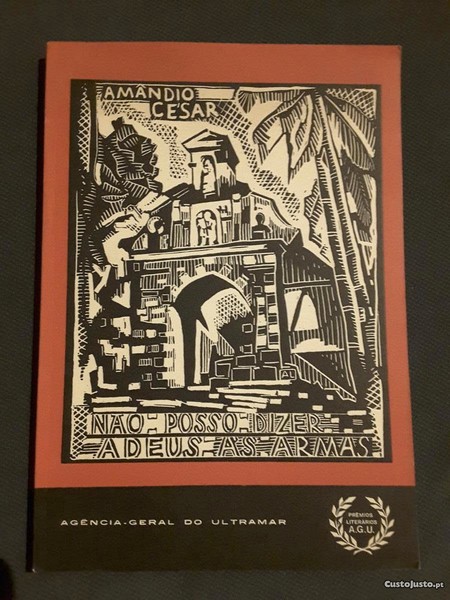 AMÂNDIO
CÉSAR
NÃO POSSO DIZER
ADEUS ÀS ARMAS
AGÊNCIA-GERAL DO ULTRAMAR
PRÉMIOS
LITERÁRIOS
A.G.U.
CustoJusto.pt